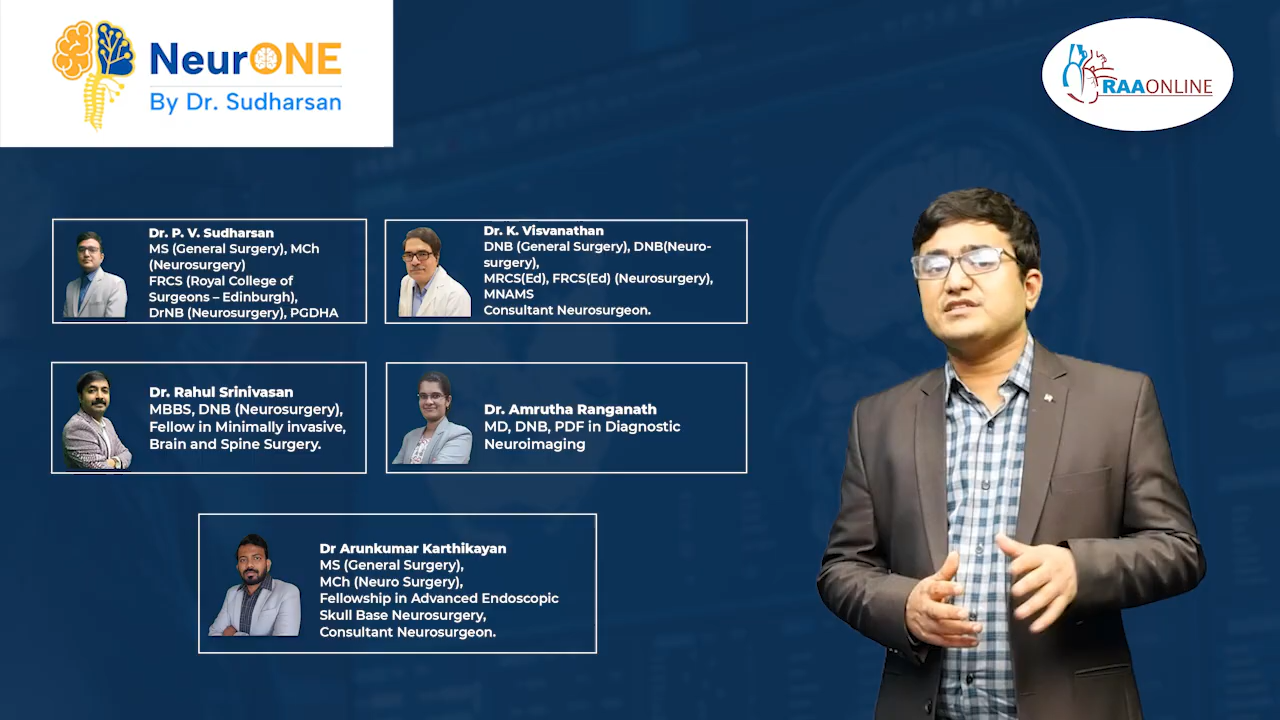 NeurONE
By Dr. Sudharsan
RAAONLINE
Dr. P. V. Sudharsan
MS (General Surgery), MCh
(Neurosurgery)
FRCS (Royal College of
Surgeons – Edinburgh),
DrNB (Neurosurgery), PGDHA
Dr. K. Visvanathan
DNB (General Surgery), DNB(Neuro-
surgery),
MRCS(Ed), FRCS(Ed) (Neurosurgery),
MNAMS
Consultant Neurosurgeon.
Dr. Rahul Srinivasan
MBBS, DNB (Neurosurgery),
Fellow in Minimally invasive,
Brain and Spine Surgery.
Dr. Amrutha Ranganath
MD, DNB, PDF in Diagnostic
Neuroimaging
Dr Arunkumar Karthikayan
MS (General Surgery),
MCh (Neuro Surgery),
Fellowship in Advanced Endoscopic
Skull Base Neurosurgery,
Consultant Neurosurgeon.